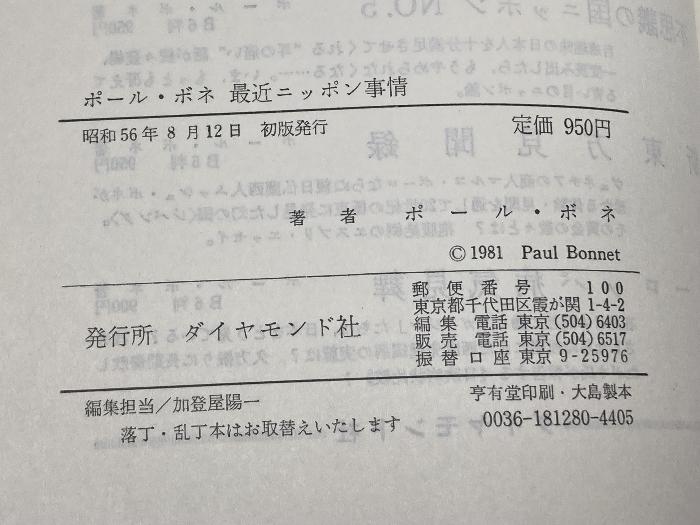 ポール・ボネ 最近ニッポン事情
昭和56年8月12日 初版発行
定価 950円
著者 ポール・ボネ
©1981 Paul Bonnet
発行所 ダイヤモンド社
郵便番号 100
東京都千代田区霞が関1-4-2
編集 電話 東京(504)6403
販売 電話 東京(504)6517
振替口座 東京9-25976
編集担当/加登屋陽一
亨有堂印刷・大島製本
落丁・乱丁本はお取替えいたします
0036-181280-4405